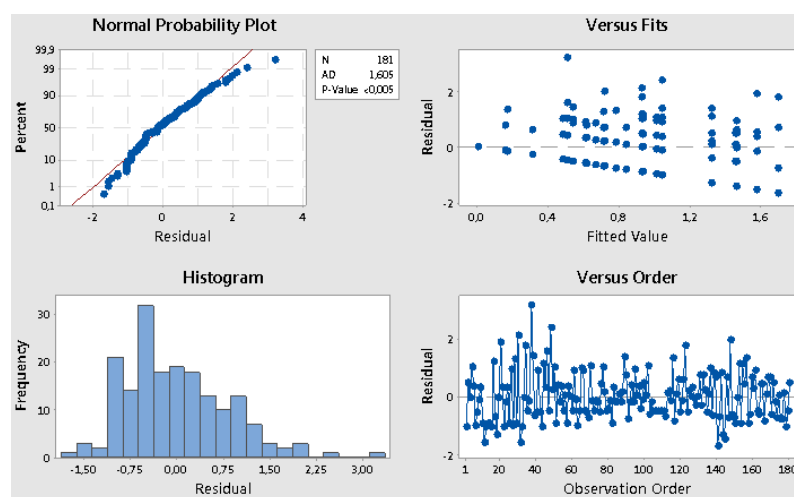 Normal Probability Plot
99,9
99
90
50
10
1
0,1
Percent
-2 0 2 4
Residual
N 181
AD 1,605
P-Value <0,005
Versus Fits
2
0
-2
Residual
0,0 0,4 0,8 1,2 1,6
Fitted Value
Histogram
30
20
10
0
Frequency
-1,50 -0,75 0,00 0,75 1,50 2,25 3,00
Residual
Versus Order
2
0
-2
Residual
1 20 40 60 80 100 120 140 160 180
Observation Order